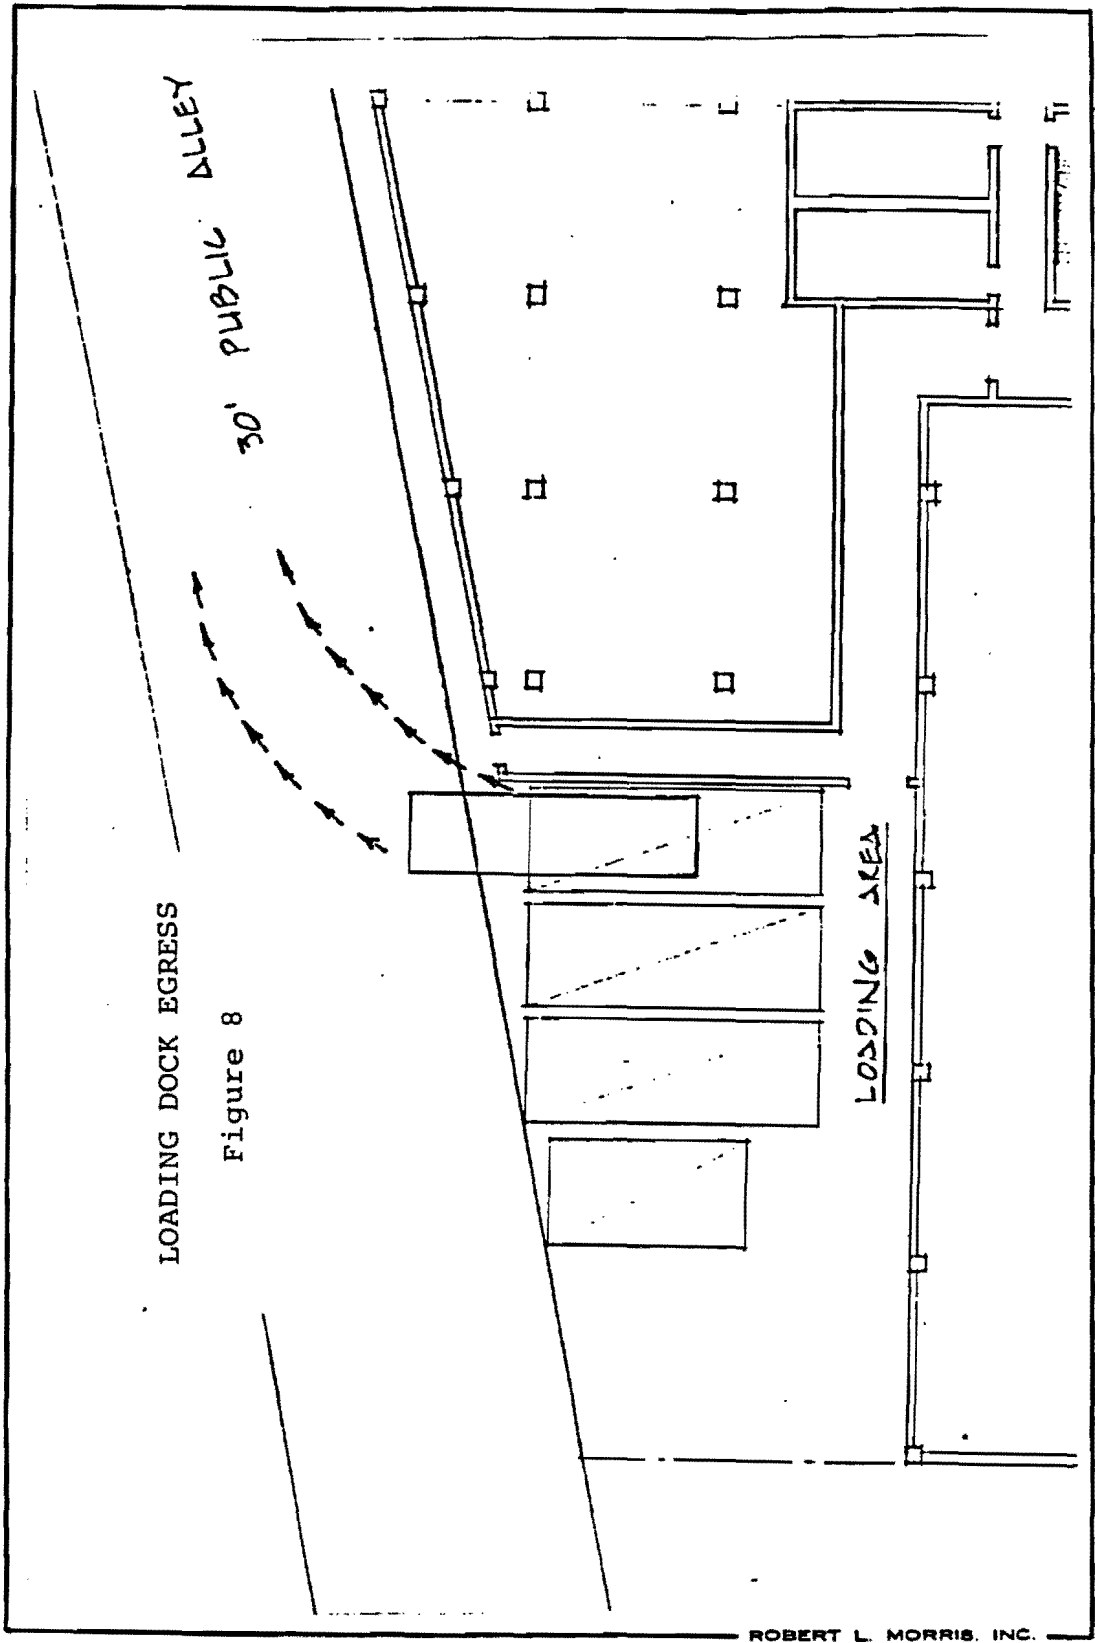 30' PUBLIC ALLEY
LOADING AREA
LOADING DOCK EGRESS
Figure 8
ROBERT L. MORRIS, INC.